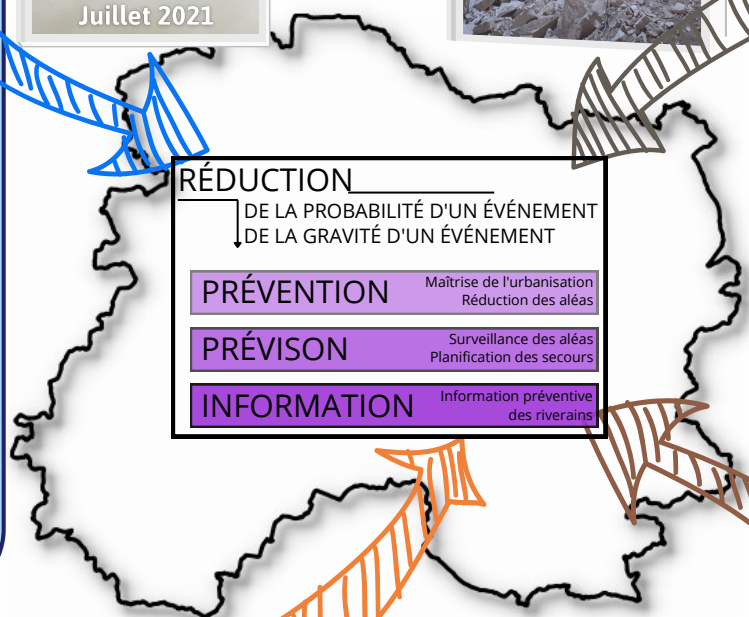 Juillet 2021
RÉDUCTION
DE LA PROBABILITÉ D'UN ÉVÉNEMENT
DE LA GRAVITÉ D'UN ÉVÉNEMENT
PRÉVENTION
Maîtrise de l'urbanisation
Réduction des aléas
PRÉVISON
Surveillance des aléas
Planification des secours
INFORMATION
Information préventive
des riverains